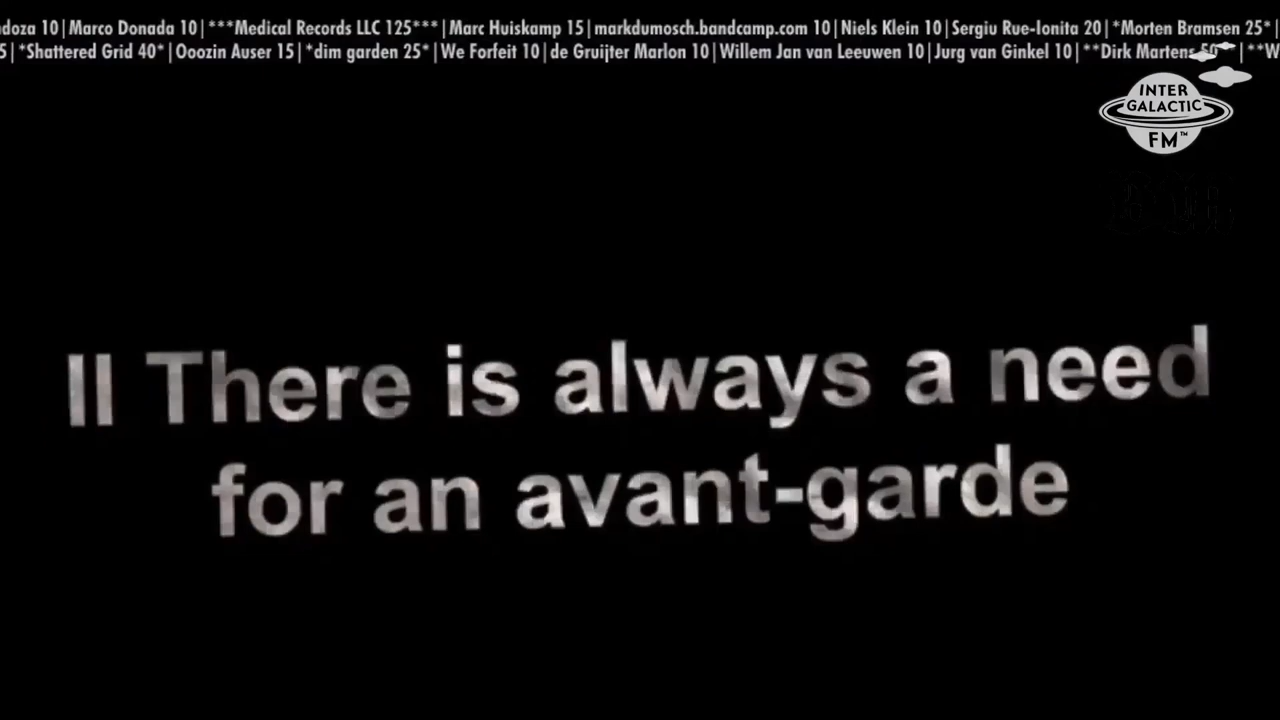 doza 10|Marco Donada 10|***Medical Records LLC 125***|Marc Huiskamp 15|markdumosch.bandcamp.com 10|Niels Klein 10|Sergiu Rue-Ionita 20|*Morten Bramsen 25*|
5|*Shattered Grid 40*|Ooozin Auser 15|*dim garden 25*|We Forfeit 10|de Gruijter Marlon 10|Willem Jan van Leeuwen 10|Jurg van Ginkel 10|**Dirk Martens 50**|**W
INTER
GALACTIC
FM™
II There is always a need
for an avant-garde